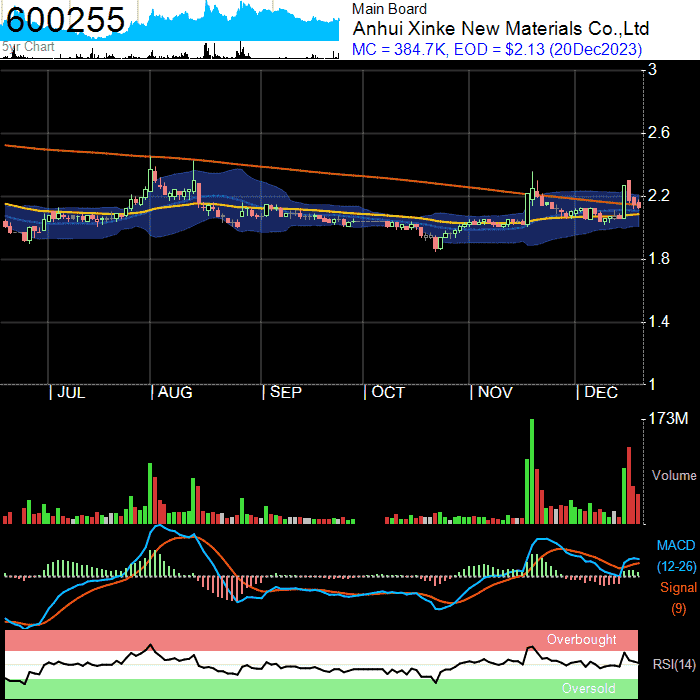 600255
5yr Chart
Main Board
Anhui Xinke New Materials Co.,Ltd
MC = 384.7K, EOD = $2.13 (20Dec2023)
3
2.6
2.2
1.8
1.4
1
| JUL | AUG | SEP | OCT | NOV | DEC
173M
Volume
MACD
(12-26)
Signal
(9)
Overbought
RSI(14)
Oversold